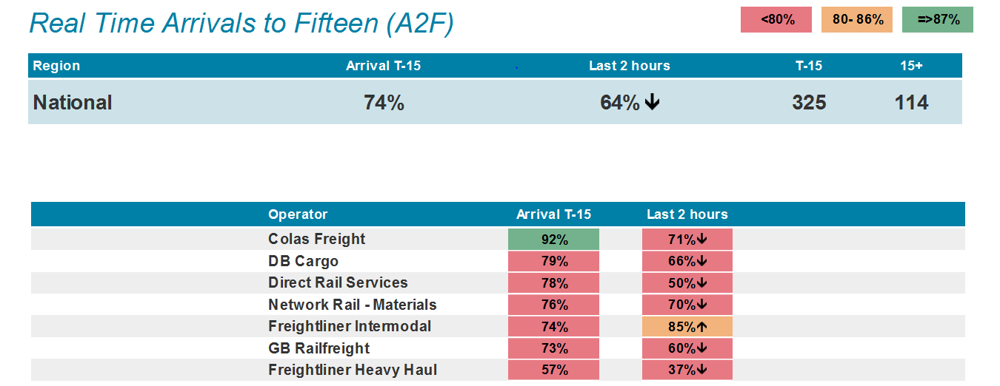 Real Time Arrivals to Fifteen (A2F)
<80% 80- 86% =>87%
Region Arrival T-15 Last 2 hours T-15 15+
National 74% 64%↓ 325 114
Operator Arrival T-15 Last 2 hours
Colas Freight 92% 71%↓
DB Cargo 79% 66%↓
Direct Rail Services 78% 50%↓
Network Rail - Materials 76% 70%↓
Freightliner Intermodal 74% 85%↑
GB Railfreight 73% 60%↓
Freightliner Heavy Haul 57% 37%↓